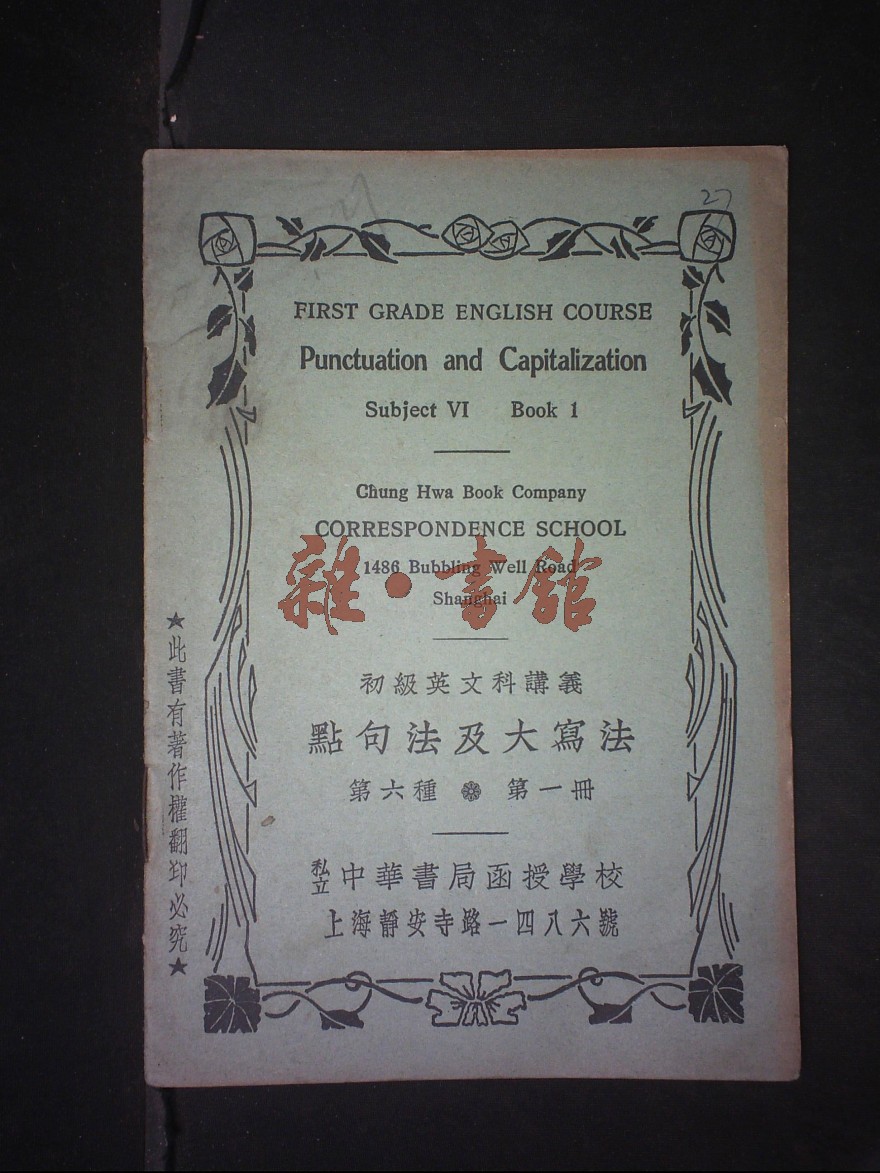 27
FIRST GRADE ENGLISH COURSE
Punctuation and Capitalization
Subject VI Book 1
Chung Hwa Book Company
CORRESPONDENCE SCHOOL
1486 Bubbling Well Road
Shanghai
雜·書館
初級英文科講義
點句法及大寫法
第六種 第一冊
私立中華書局函授學校
上海靜安寺路一四八六號
★此書有著作權翻印必究★